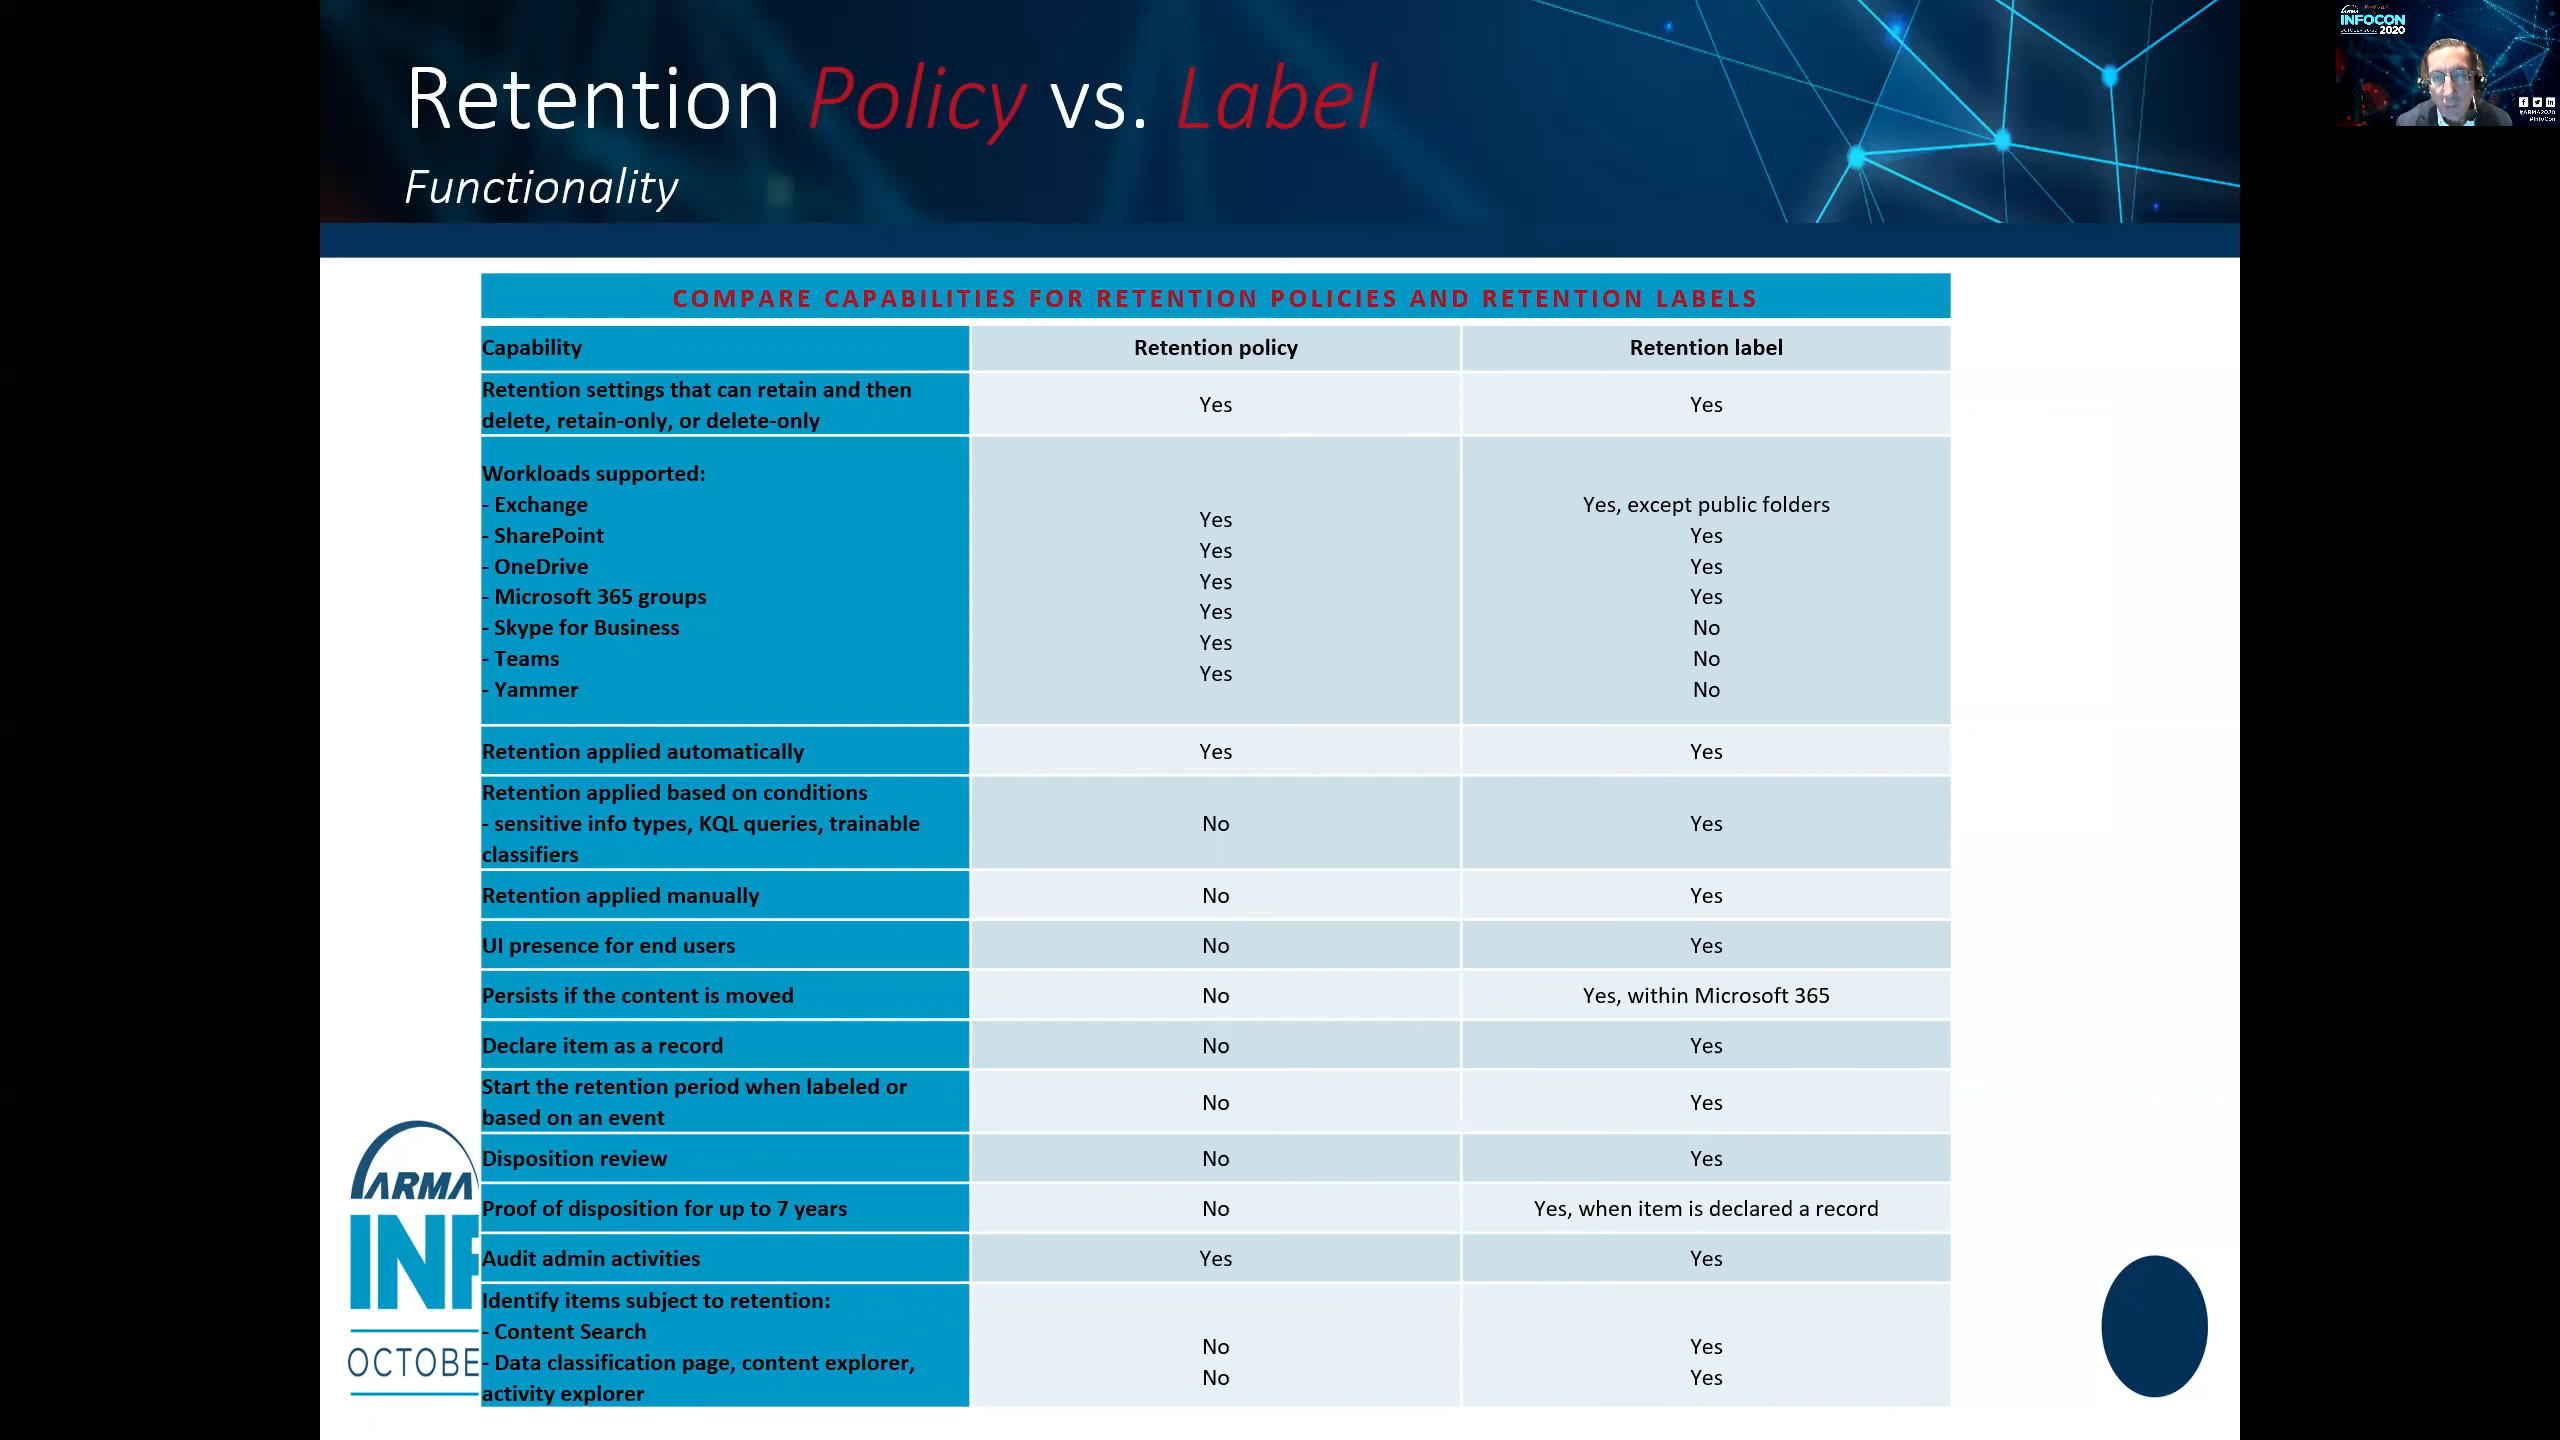 Retention Policy vs. Label
Functionality
INFOCON
2020
#ARMA2020
#InfoCon
COMPARE CAPABILITIES FOR RETENTION POLICIES AND RETENTION LABELS
Capability Retention policy Retention label
Retention settings that can retain and then
delete, retain-only, or delete-only
Yes Yes
Workloads supported:
- Exchange
- SharePoint
- OneDrive
- Microsoft 365 groups
- Skype for Business
- Teams
- Yammer
Yes
Yes
Yes
Yes
Yes
Yes
Yes, except public folders
Yes
Yes
Yes
No
No
No
Retention applied automatically Yes Yes
Retention applied based on conditions
- sensitive info types, KQL queries, trainable
classifiers
No Yes
Retention applied manually No Yes
UI presence for end users No Yes
Persists if the content is moved No Yes, within Microsoft 365
Declare item as a record No Yes
Start the retention period when labeled or
based on an event
No Yes
Disposition review No Yes
Proof of disposition for up to 7 years No Yes, when item is declared a record
Audit admin activities Yes Yes
Identify items subject to retention:
- Content Search
- Data classification page, content explorer,
activity explorer
No
No
Yes
Yes
ARMA
INF
OCTOBE